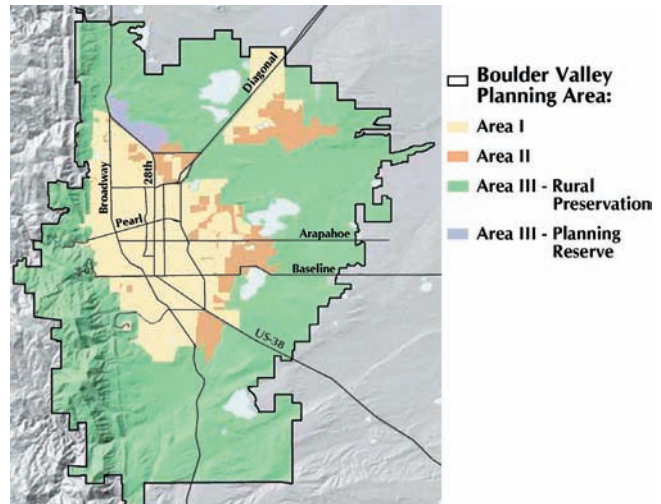 Diagonal
Broadway
28th
Pearl
Arapahoe
Baseline
US-38
Boulder Valley
Planning Area:
Area I
Area II
Area III - Rural
Preservation
Area III - Planning
Reserve